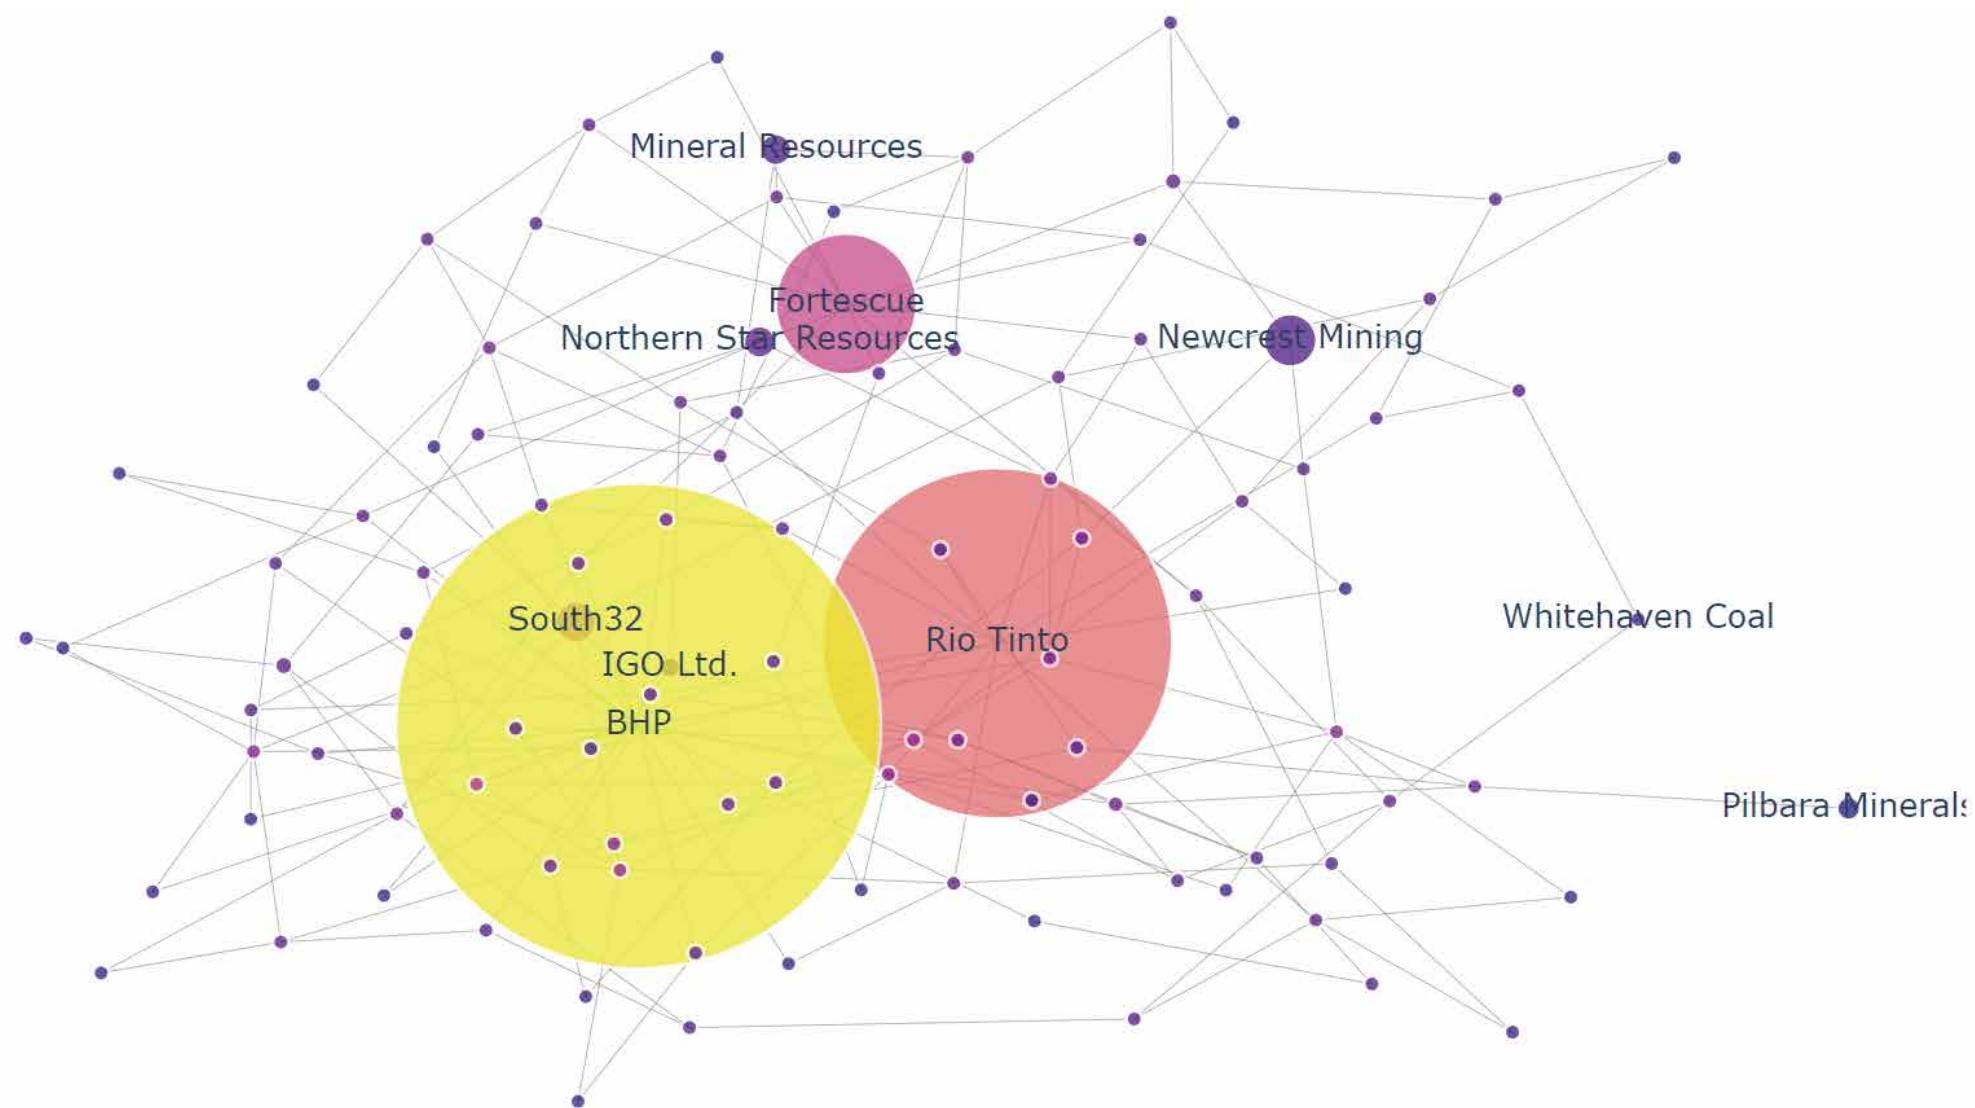 Mineral Resources
Fortescue
Northern Star Resources
Newcrest Mining
South32
Whitehaven Coal
Rio Tinto
IGO Ltd.
BHP
Pilbara Minerals